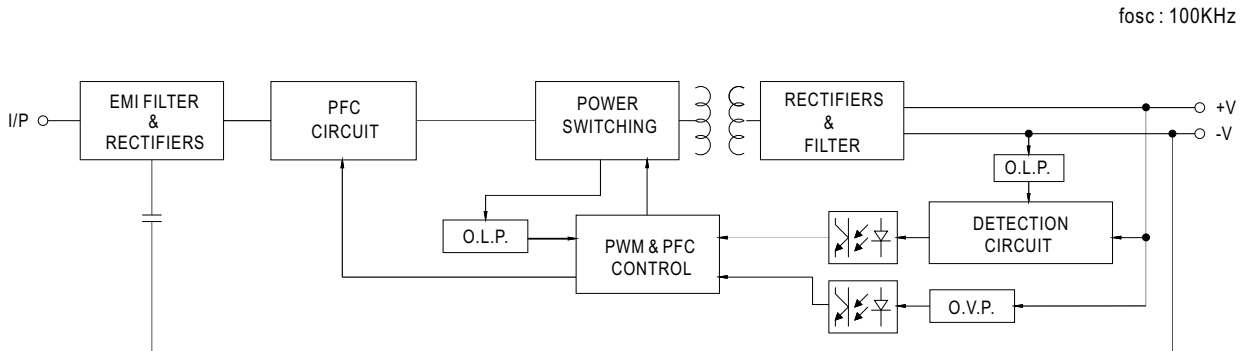 fosc : 100KHz
I/P
EMI FILTER
&
RECTIFIERS
PFC
CIRCUIT
POWER
SWITCHING
RECTIFIERS
&
FILTER
+V
-V
O.L.P.
O.L.P.
PWM & PFC
CONTROL
DETECTION
CIRCUIT
O.V.P.